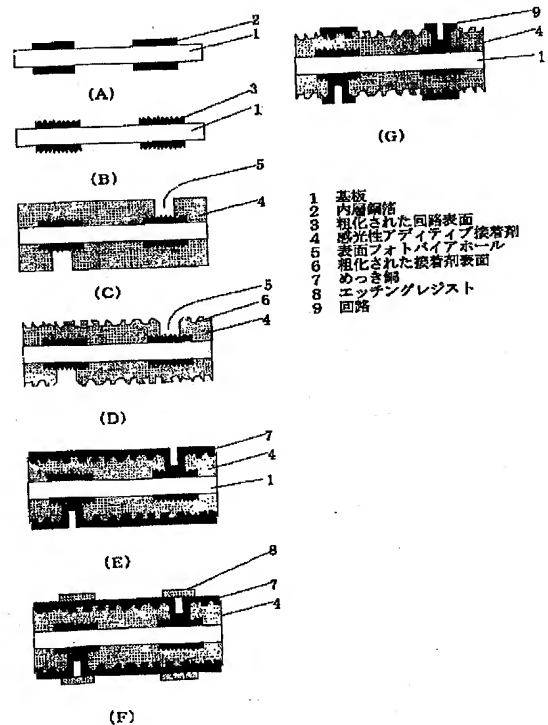 2
1
(A)
3
1
(B)
5
4
(C)
5
6
4
(D)
7
4
1
(E)
8
7
4
(F)
9
4
1
(G)
1 基板
2 内層銅箔
3 粗化された回路表面
4 感光性アディティブ接着剤
5 表面フォトバイアホール
6 粗化された接着剤表面
7 めっき銅
8 エッチングレジスト
9 回路